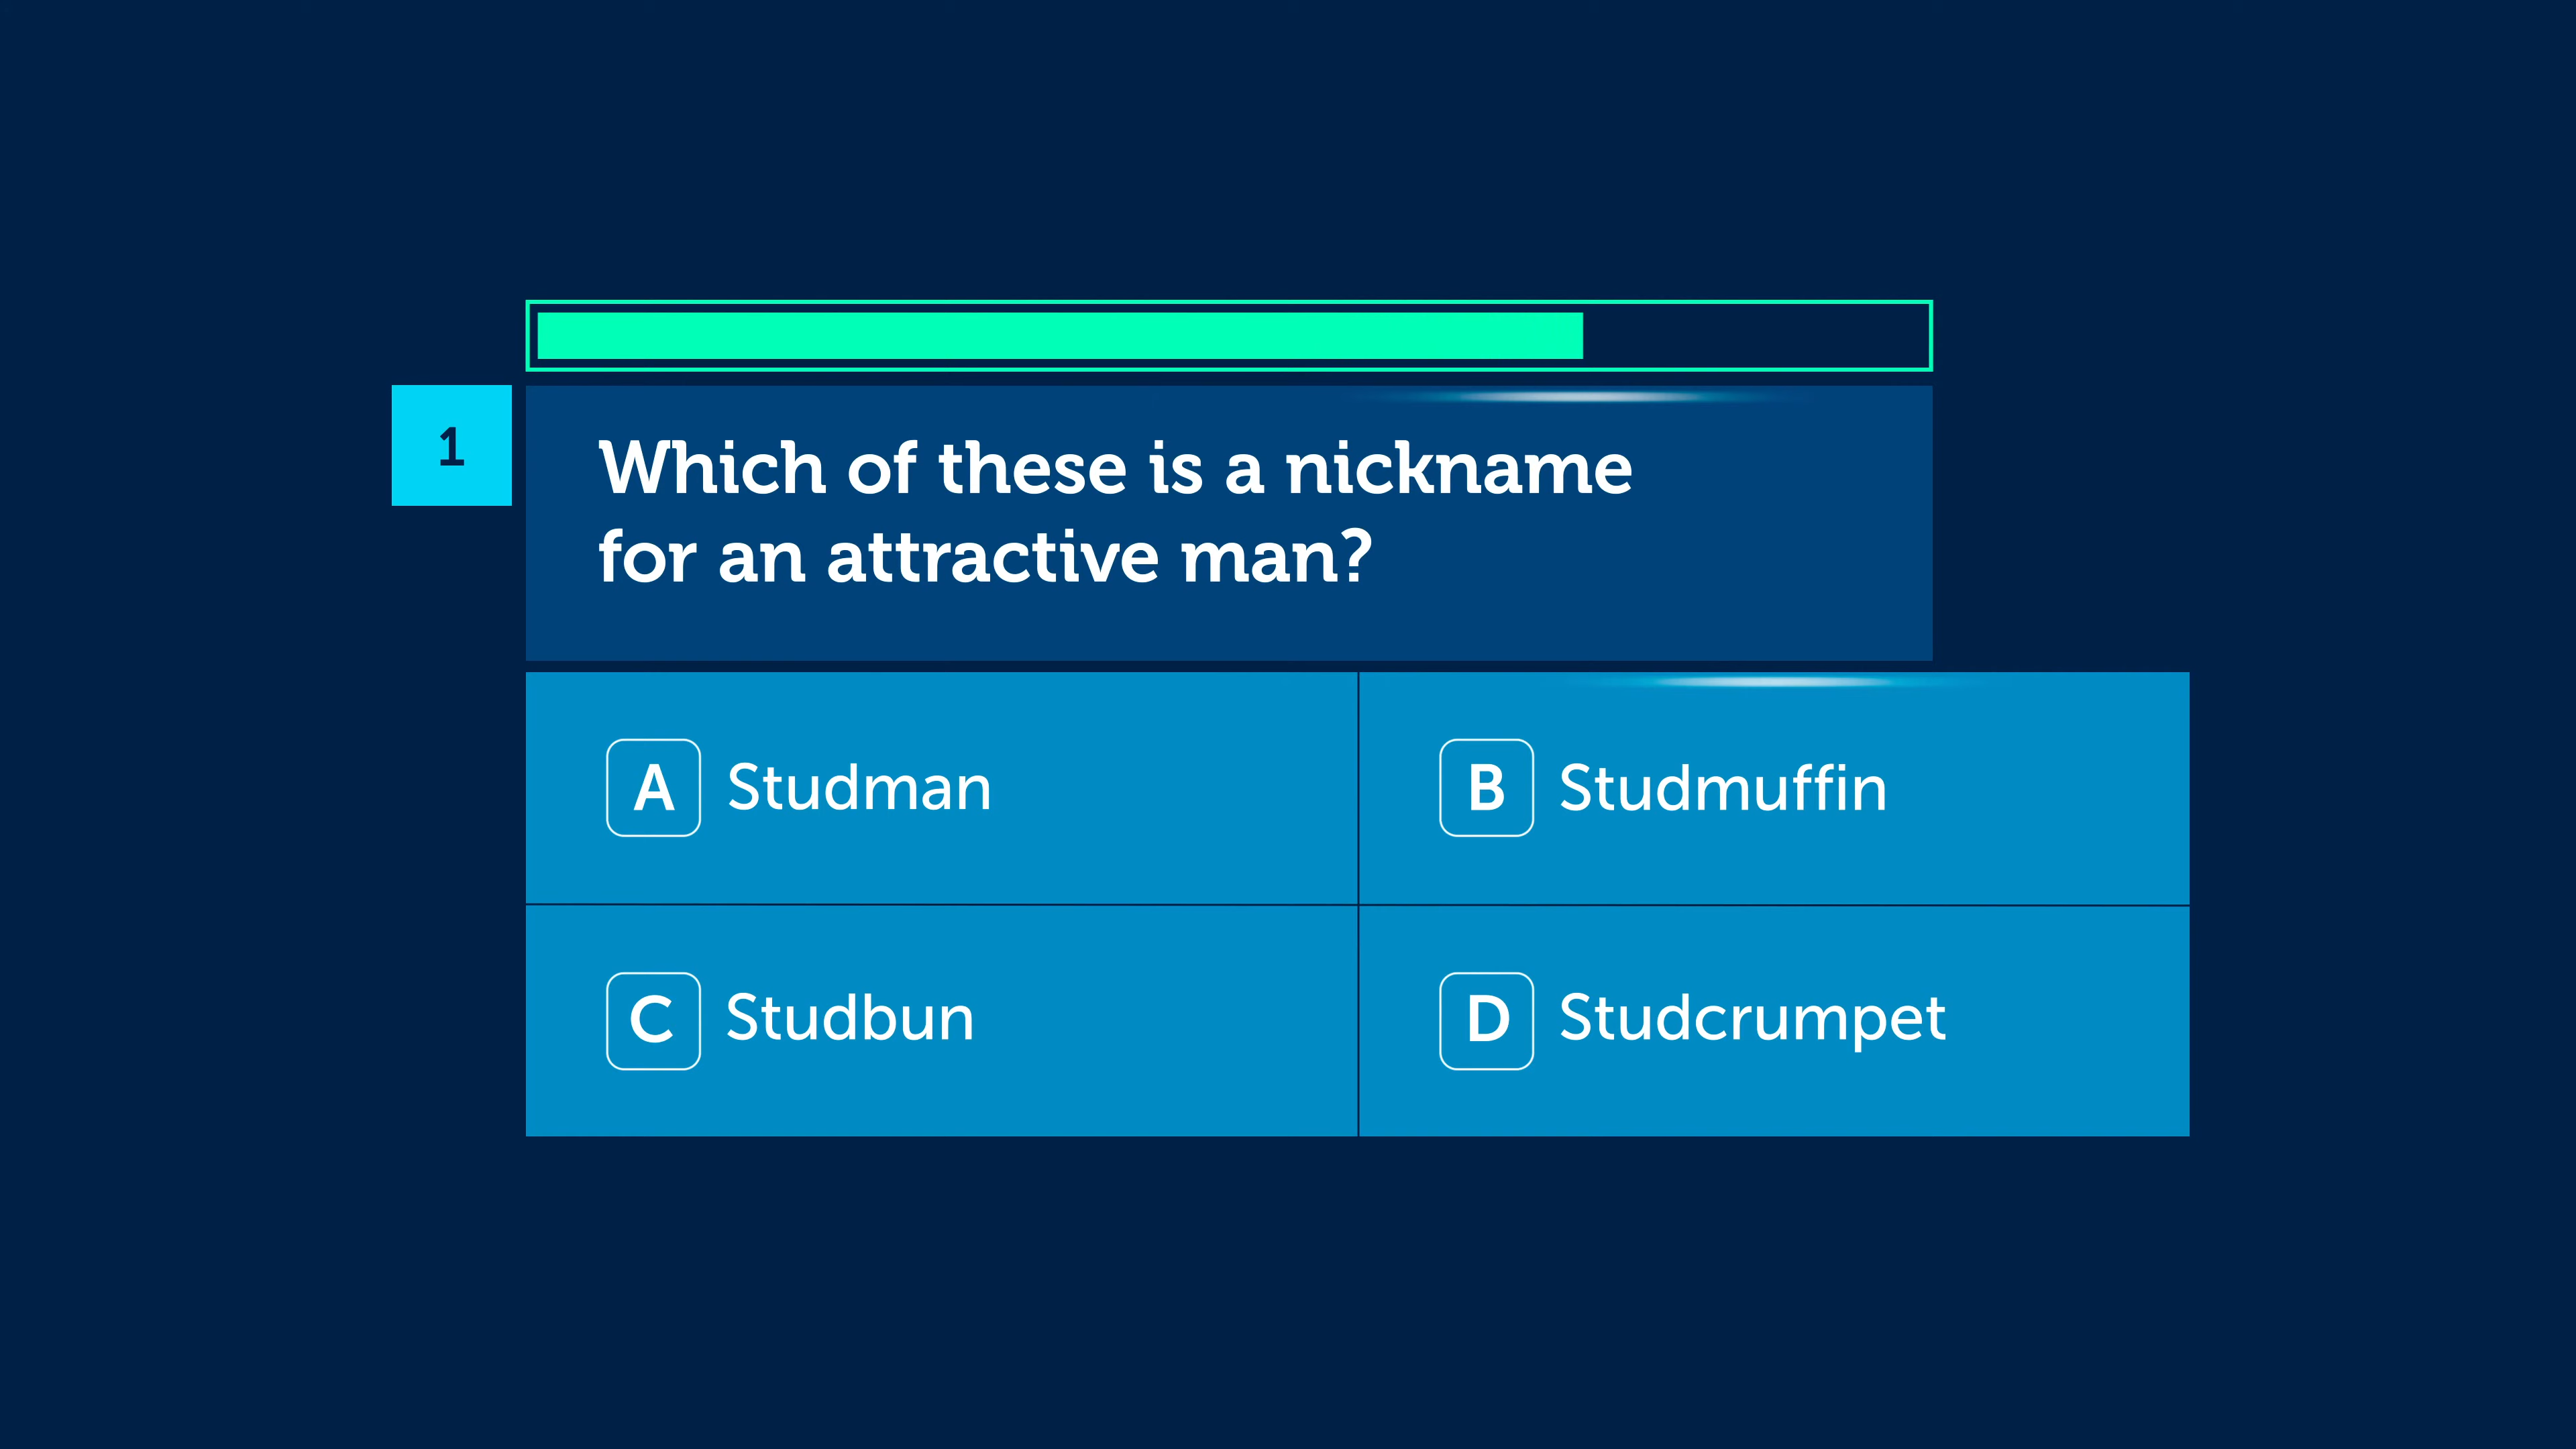 1
Which of these is a nickname
for an attractive man?
A Studman
B Studmuffin
C Studbun
D Studcrumpet